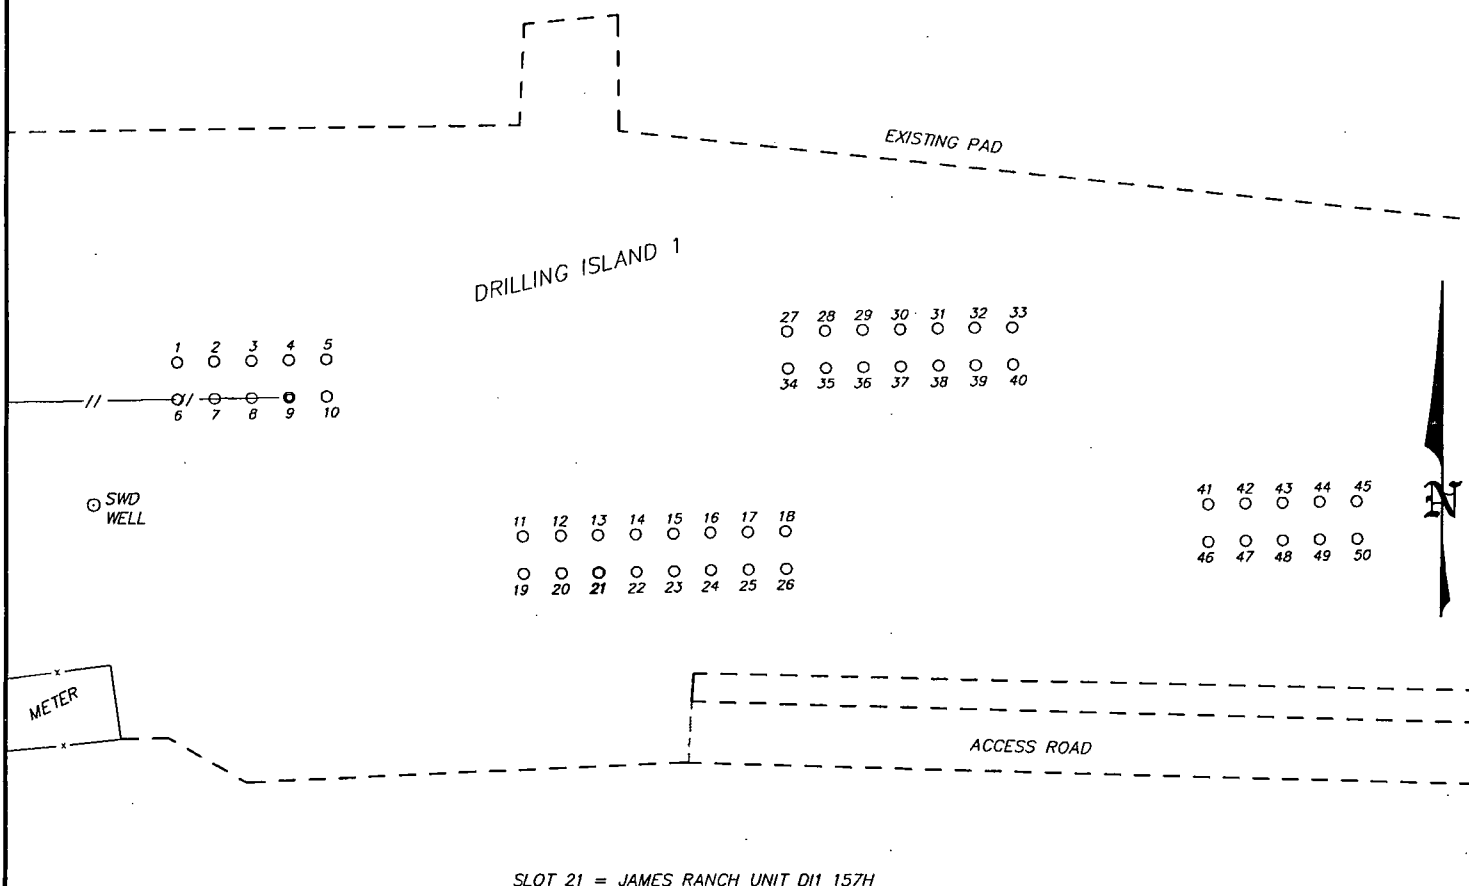 EXISTING PAD
DRILLING ISLAND 1
27 28 29 30 31 32 33
1 2 3 4 5
34 35 36 37 38 39 40
6 7 8 9 10
SWD
WELL
41 42 43 44 45
N
11 12 13 14 15 16 17 18
46 47 48 49 50
19 20 21 22 23 24 25 26
METER
ACCESS ROAD
SLOT 21 = JAMES RANCH UNIT DI1 157H